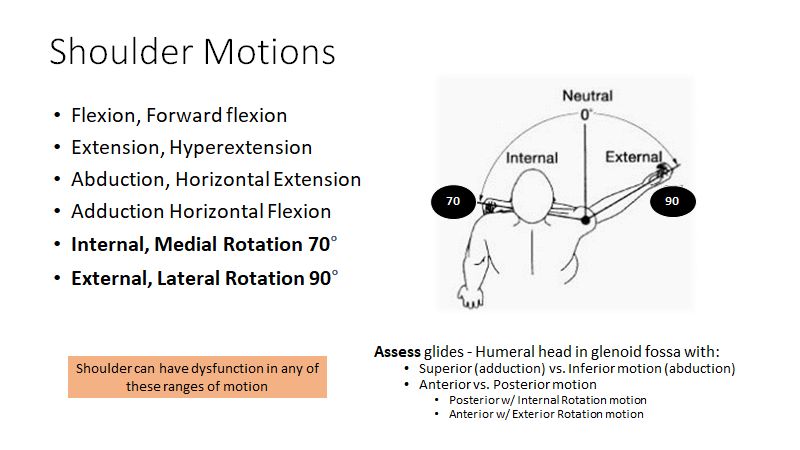 Shoulder Motions
• Flexion, Forward flexion
• Extension, Hyperextension
• Abduction, Horizontal Extension
• Adduction Horizontal Flexion
• Internal, Medial Rotation 70°
• External, Lateral Rotation 90°
Neutral
0°
Internal
External
70
90
Shoulder can have dysfunction in any of
these ranges of motion
Assess glides - Humeral head in glenoid fossa with:
• Superior (adduction) vs. Inferior motion (abduction)
• Anterior vs. Posterior motion
• Posterior w/ Internal Rotation motion
• Anterior w/ Exterior Rotation motion